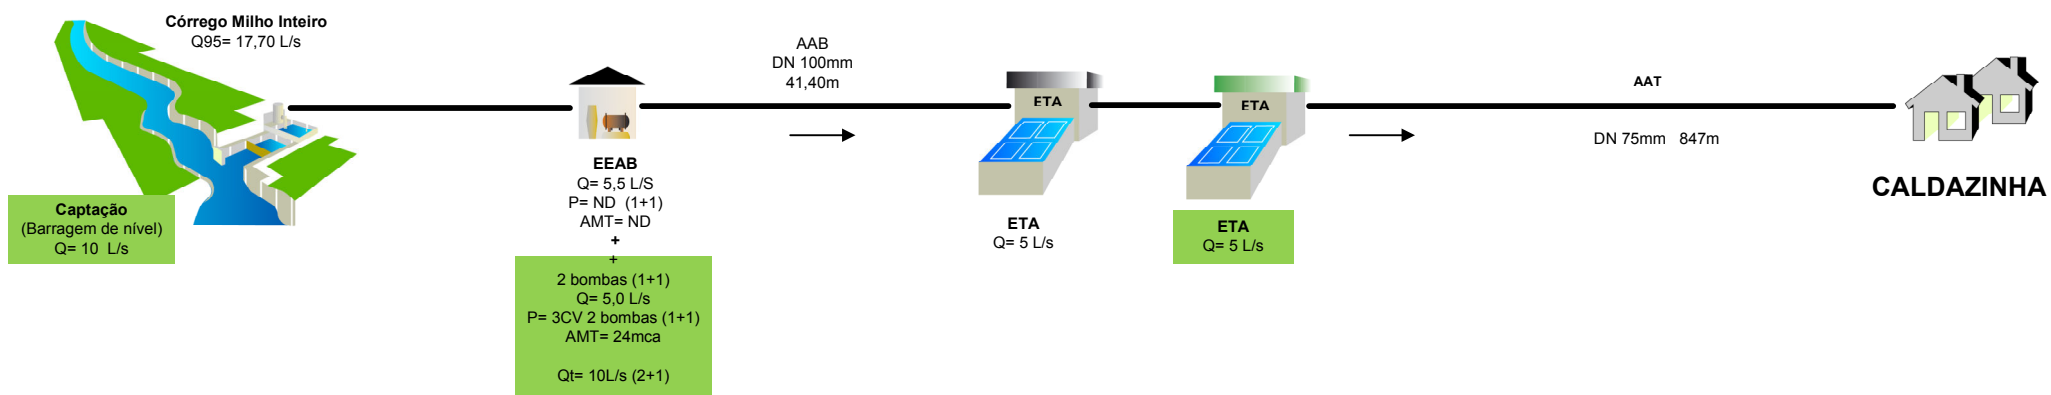 Córrego Milho Inteiro
Q95= 17,70 L/s
Captação
(Barragem de nível)
Q= 10 L/s
EEAB
Q= 5,5 L/S
P= ND (1+1)
AMT= ND
+
+
2 bombas (1+1)
Q= 5,0 L/s
P= 3CV 2 bombas (1+1)
AMT= 24mca
Qt= 10L/s (2+1)
AAB
DN 100mm
41,40m
ETA
ETA
Q= 5 L/s
ETA
ETA
Q= 5 L/s
AAT
DN 75mm 847m
CALDAZINHA